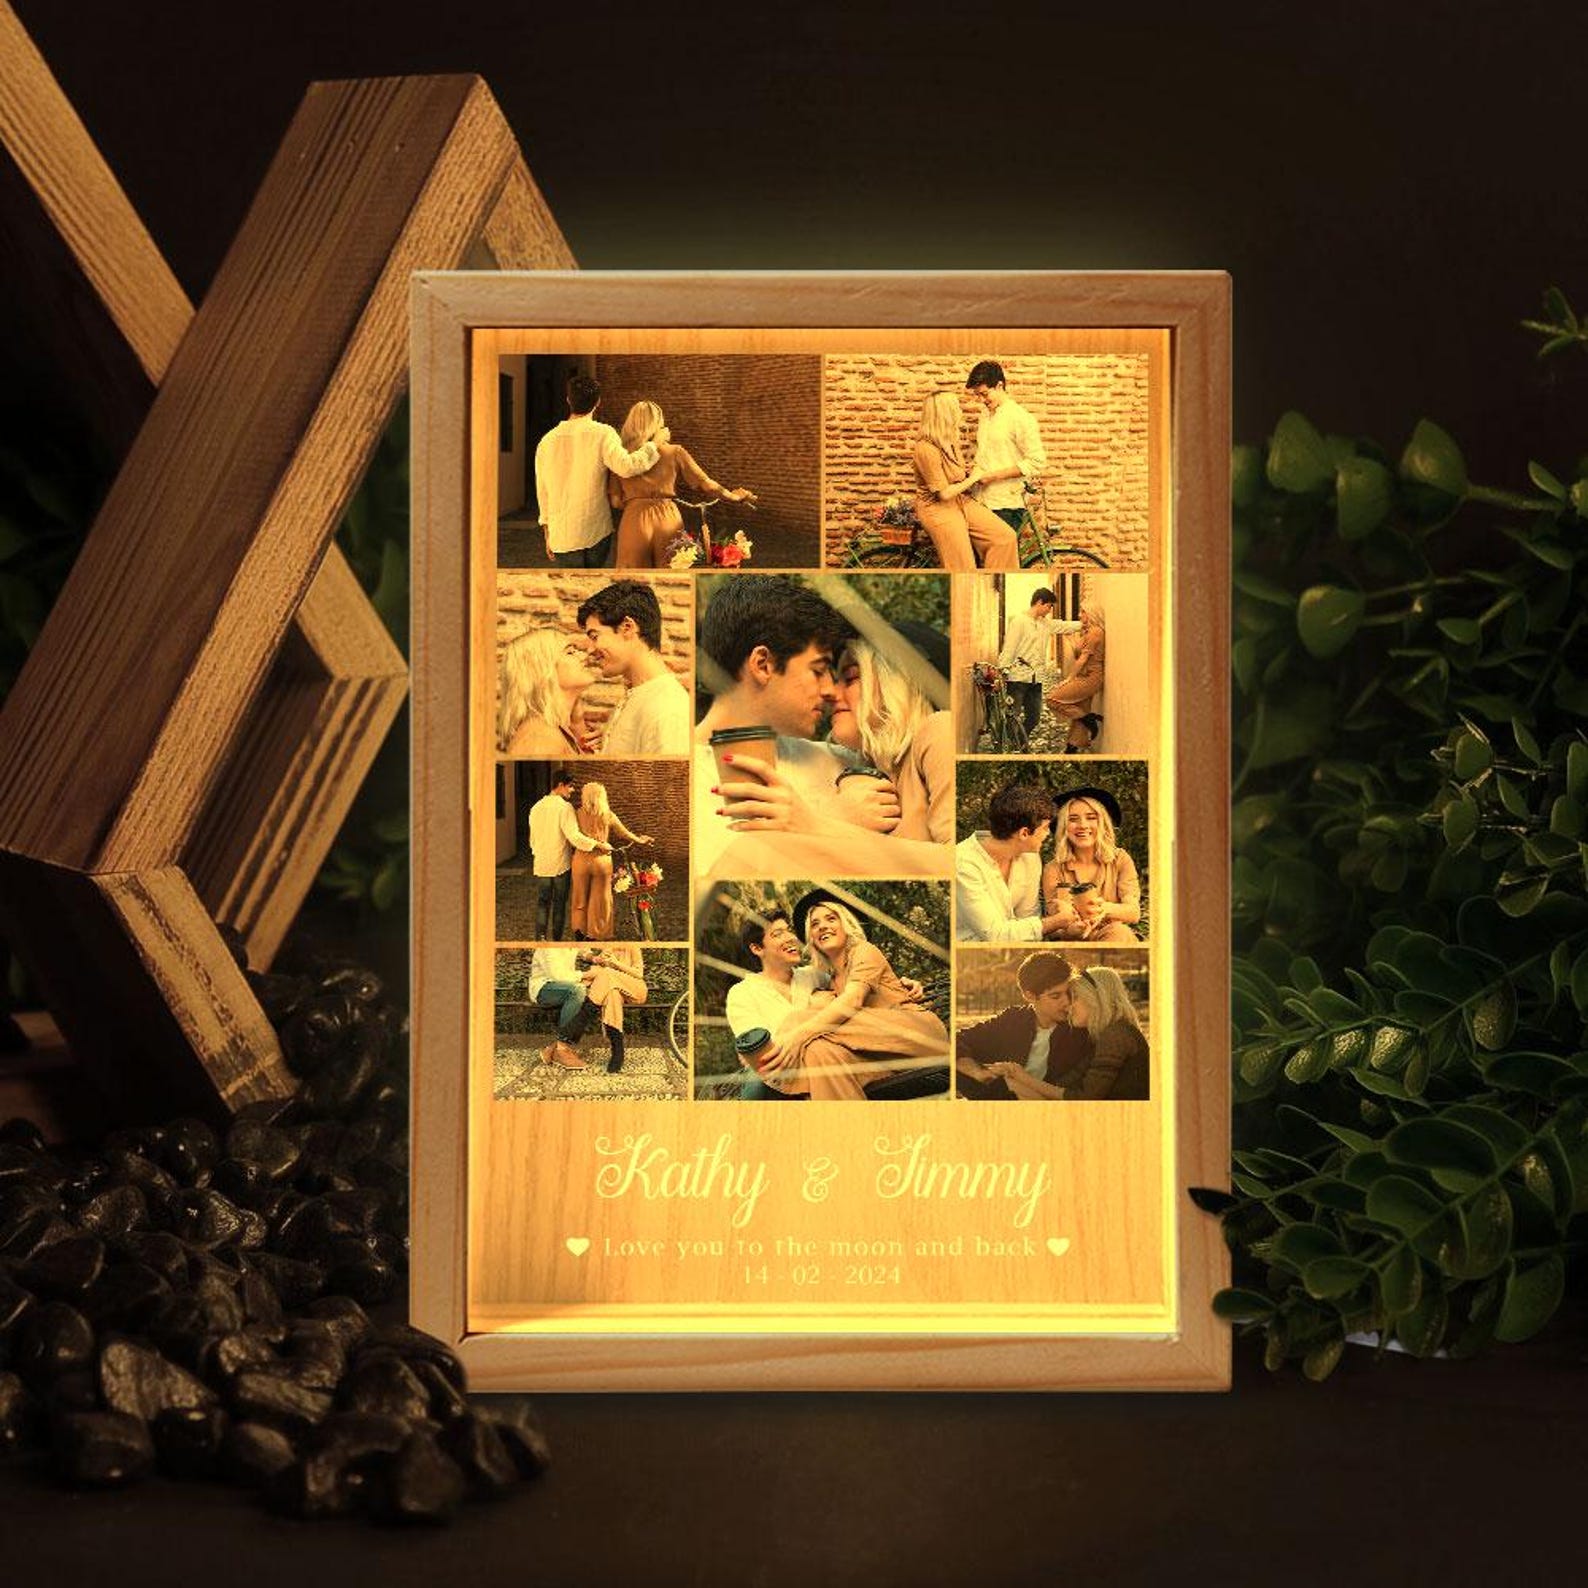 Kathy & Jimmy
♥ Love you to the moon and back ♥
14 - 02 - 2024